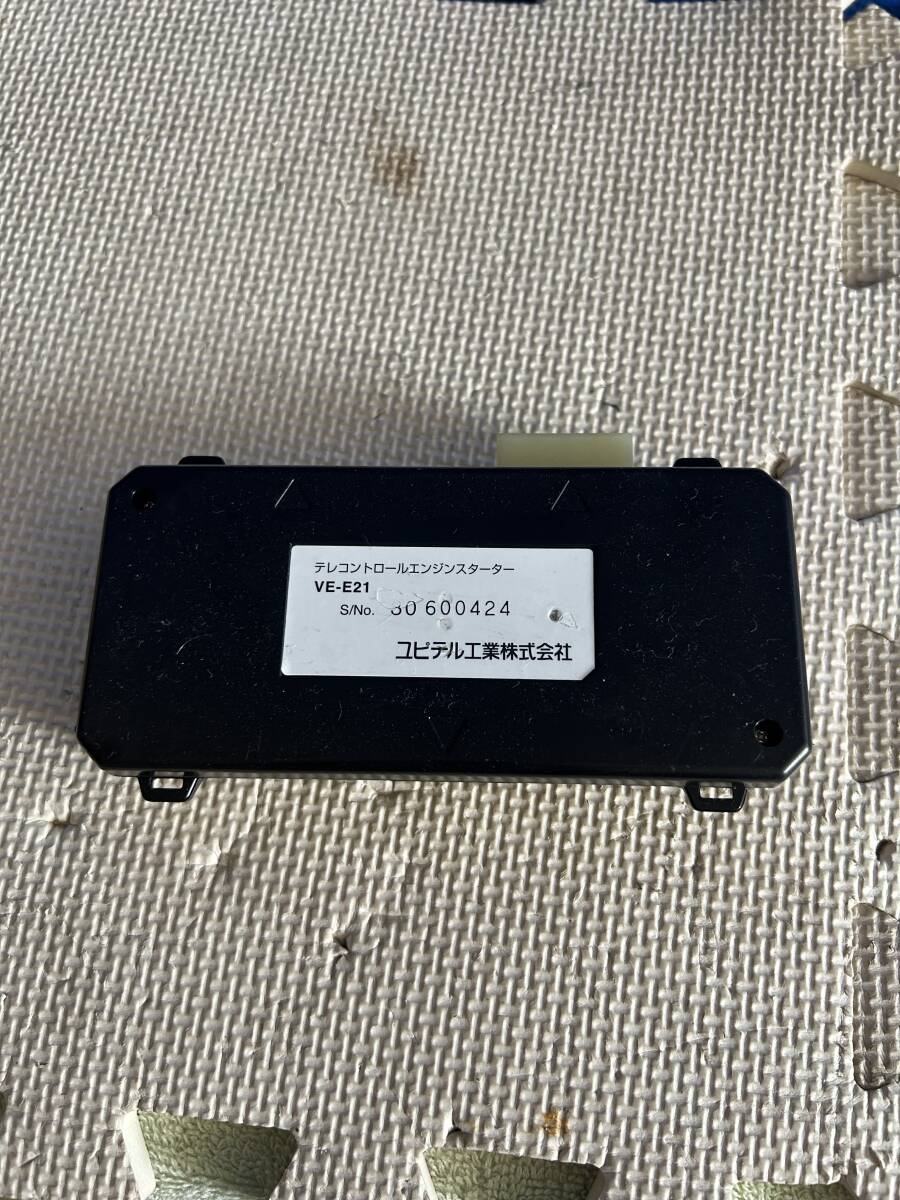 テレコントロールエンジンスターター
VE-E21
S/No. 30 600424
ユピテル工業株式会社